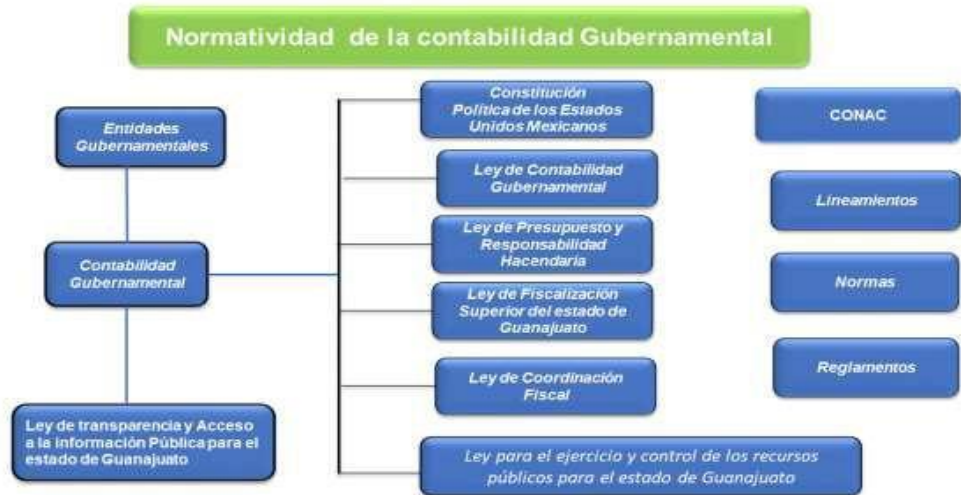 Normatividad de la contabilidad Gubernamental
Entidades
Gubernamentales
Contabilidad
Gubernamental
Ley de transparencia y Acceso
a la información Pública para el
estado de Guanajuato
Constitución
Política de los Estados
Unidos Mexicanos
Ley de Contabilidad
Gubernamental
Ley de Presupuesto y
Responsabilidad
Hacendaria
Ley de Fiscalización
Superior del estado de
Guanajuato
Ley de Coordinación
Fiscal
Ley para el ejercicio y control de los recursos
públicos para el estado de Guanajuato
CONAC
Lineamientos
Normas
Reglamentos